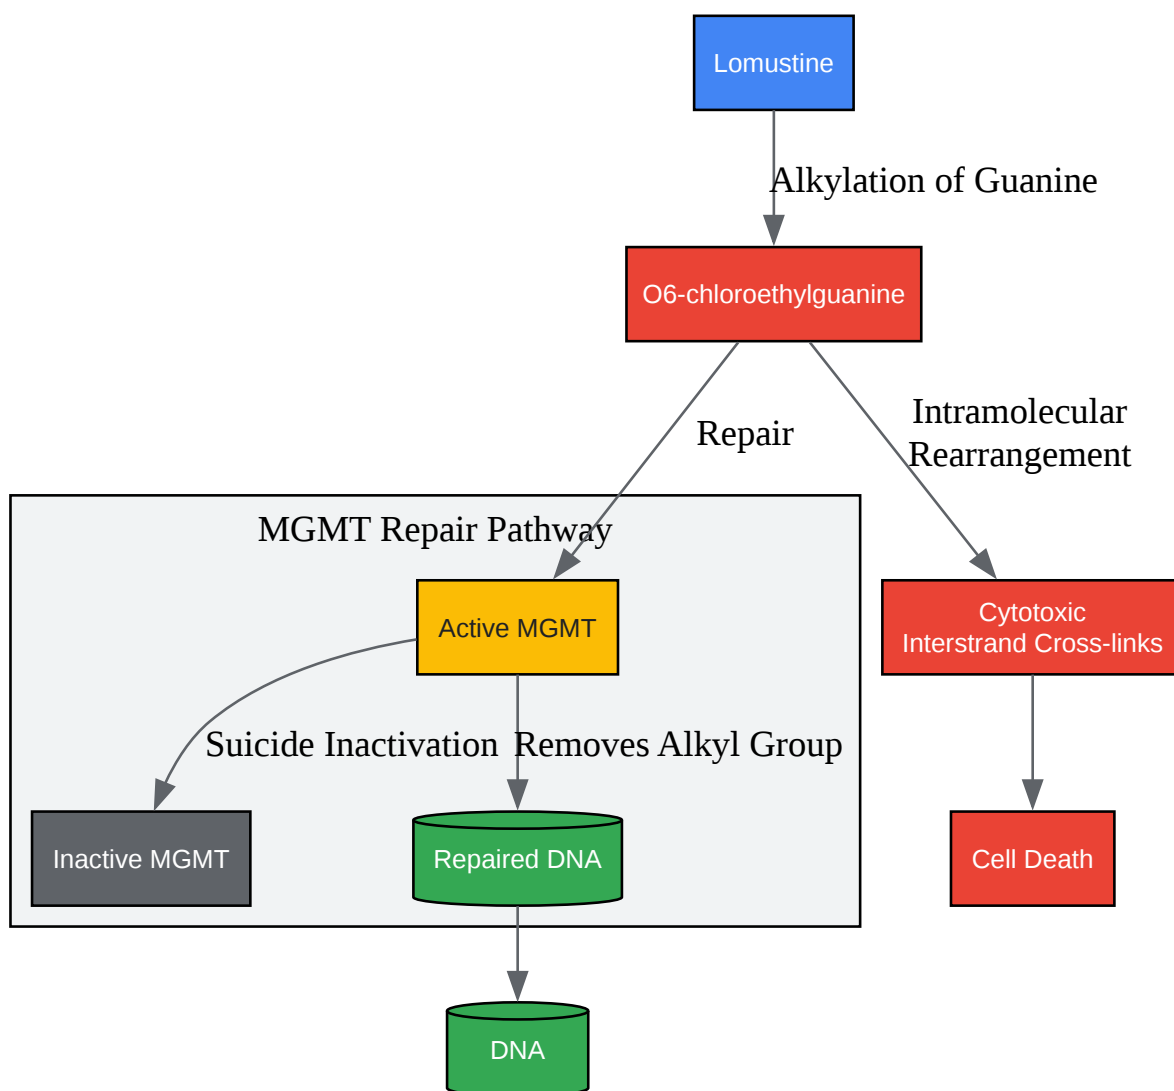 Lomustine
Alkylation of Guanine
O6-chloroethylguanine
Repair
Intramolecular
Rearrangement
MGMT Repair Pathway
Active MGMT
Cytotoxic
Interstrand Cross-links
Suicide Inactivation
Removes Alkyl Group
Inactive MGMT
Repaired DNA
Cell Death
DNA